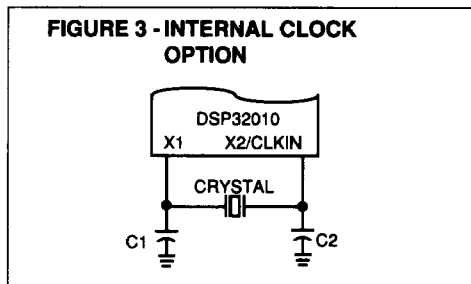 FIGURE 3 - INTERNAL CLOCK
OPTION
DSP32010
X1 X2/CLKIN
CRYSTAL
C1 C2